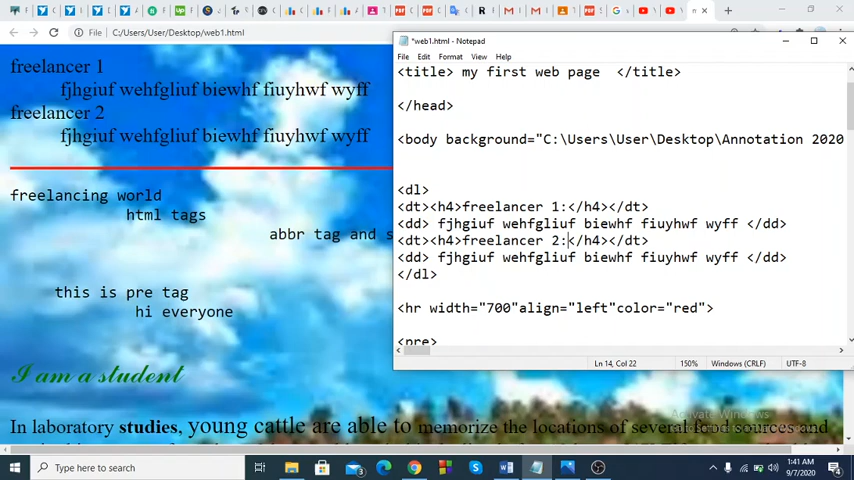 File
C:/Users/User/Desktop/web1.html
freelancer 1
fjhgiuf wehfgliuf biewhf fiuyhwf wyff
freelancer 2
fjhgiuf wehfgliuf biewhf fiuyhwf wyff
freelancing world
html tags
abbr tag and s
this is pre tag
hi everyone
I am a student
In laboratory studies, young cattle are able to memorize the locations of several food sources and
*web1.html - Notepad
File Edit Format View Help
<title> my first web page  </title>
</head>
<body background="C:\Users\User\Desktop\Annotation 2020
<dl>
<dt><h4>freelancer 1:</h4></dt>
<dd> fjhgiuf wehfgliuf biewhf fiuyhwf wyff </dd>
<dt><h4>freelancer 2:</h4></dt>
<dd> fjhgiuf wehfgliuf biewhf fiuyhwf wyff </dd>
</dl>
<hr width="700"align="left"color="red">
<pre>
Ln 14, Col 22 150% Windows (CRLF) UTF-8
Activate Windows
Type here to search
1:41 AM
9/7/2020